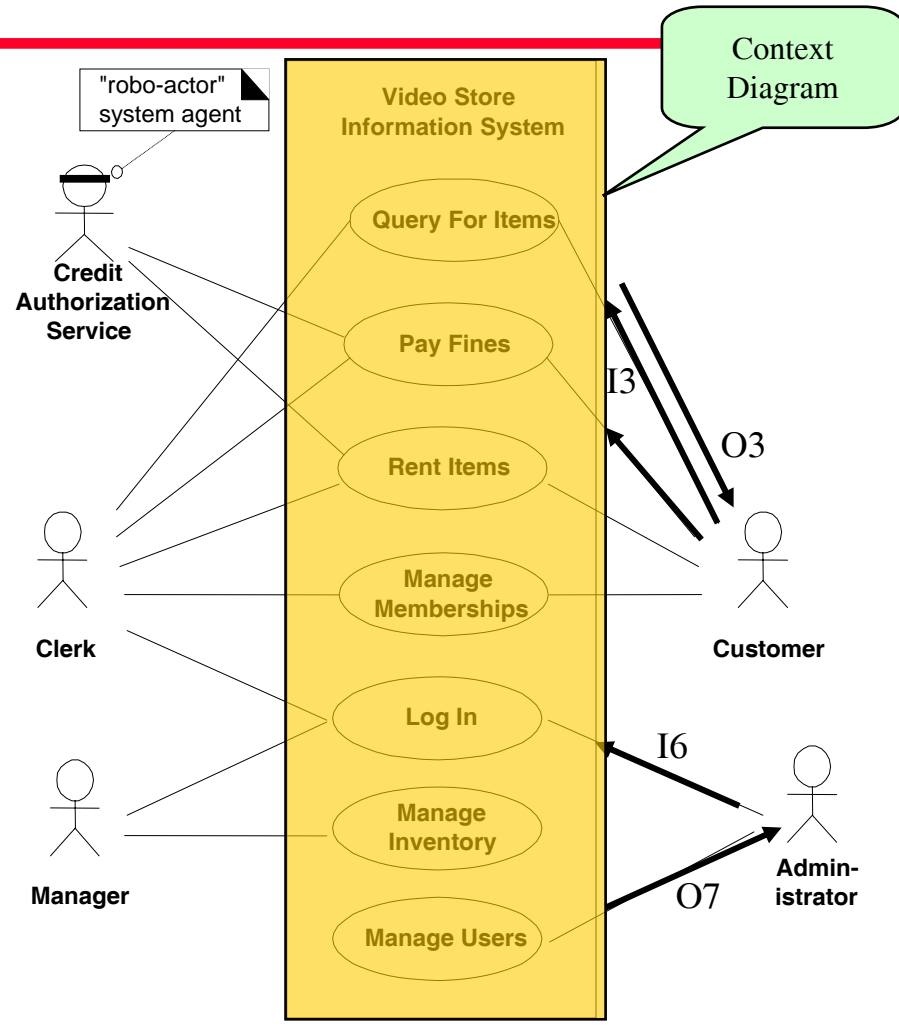 Context
Diagram
"robo-actor"
system agent
Video Store
Information System
Query For Items
Credit
Authorization
Service
Pay Fines
I3
O3
Rent Items
Manage
Memberships
Clerk
Customer
Log In
I6
Manage
Inventory
Manager
Admin-
istrator
O7
Manage Users